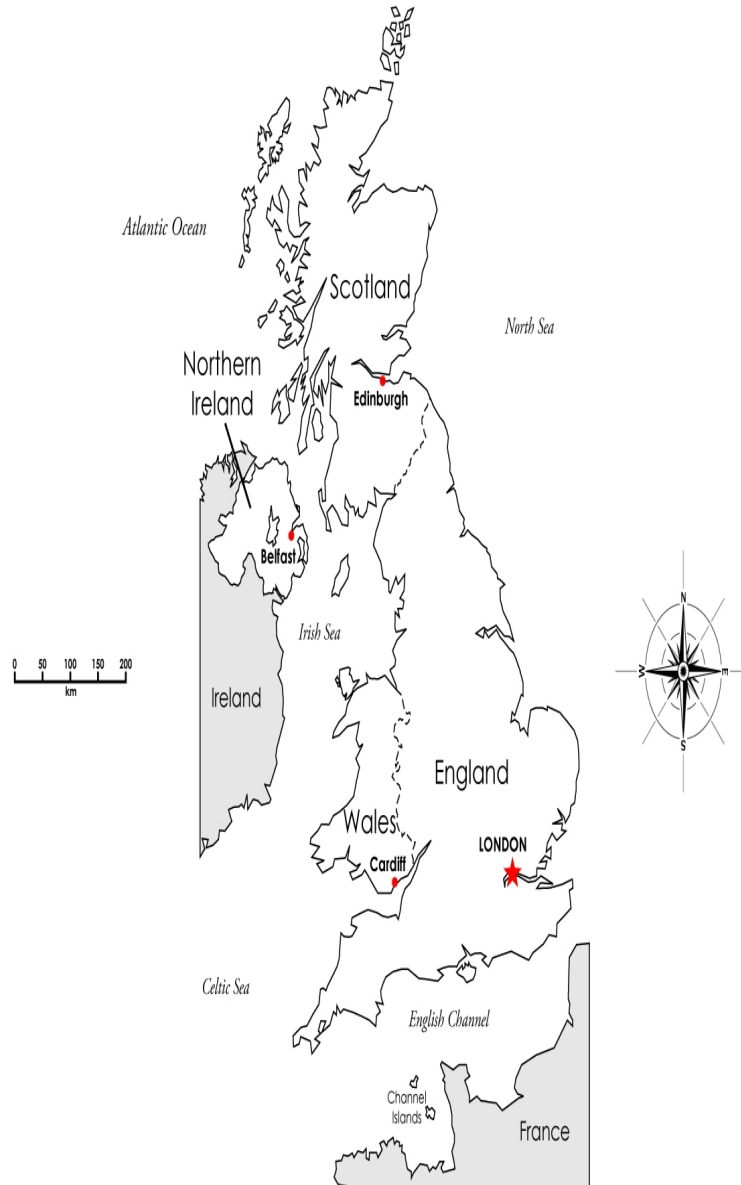 Atlantic Ocean
Scotland
North Sea
Northern
Ireland
Edinburgh
Belfast
Irish Sea
N
W
E
S
0 50 100 150 200
km
Ireland
England
Wales
LONDON
Cardiff
Celtic Sea
English Channel
Channel
Islands
France